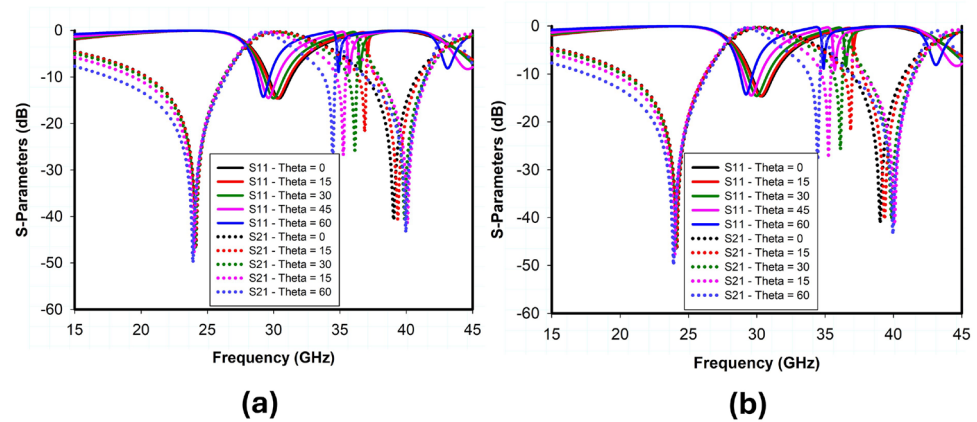 0
-10
-20
-30
-40
-50
-60
S-Parameters (dB)
S11 - Theta = 0
S11 - Theta = 15
S11 - Theta = 30
S11 - Theta = 45
S11 - Theta = 60
S21 - Theta = 0
S21 - Theta = 15
S21 - Theta = 30
S21 - Theta = 15
S21 - Theta = 60
15 20 25 30 35 40 45
Frequency (GHz)
(a)
0
-10
-20
-30
-40
-50
-60
S-Parameters (dB)
S11 - Theta = 0
S11 - Theta = 15
S11 - Theta = 30
S11 - Theta = 45
S11 - Theta = 60
S21 - Theta = 0
S21 - Theta = 15
S21 - Theta = 30
S21 - Theta = 15
S21 - Theta = 60
15 20 25 30 35 40 45
Frequency (GHz)
(b)